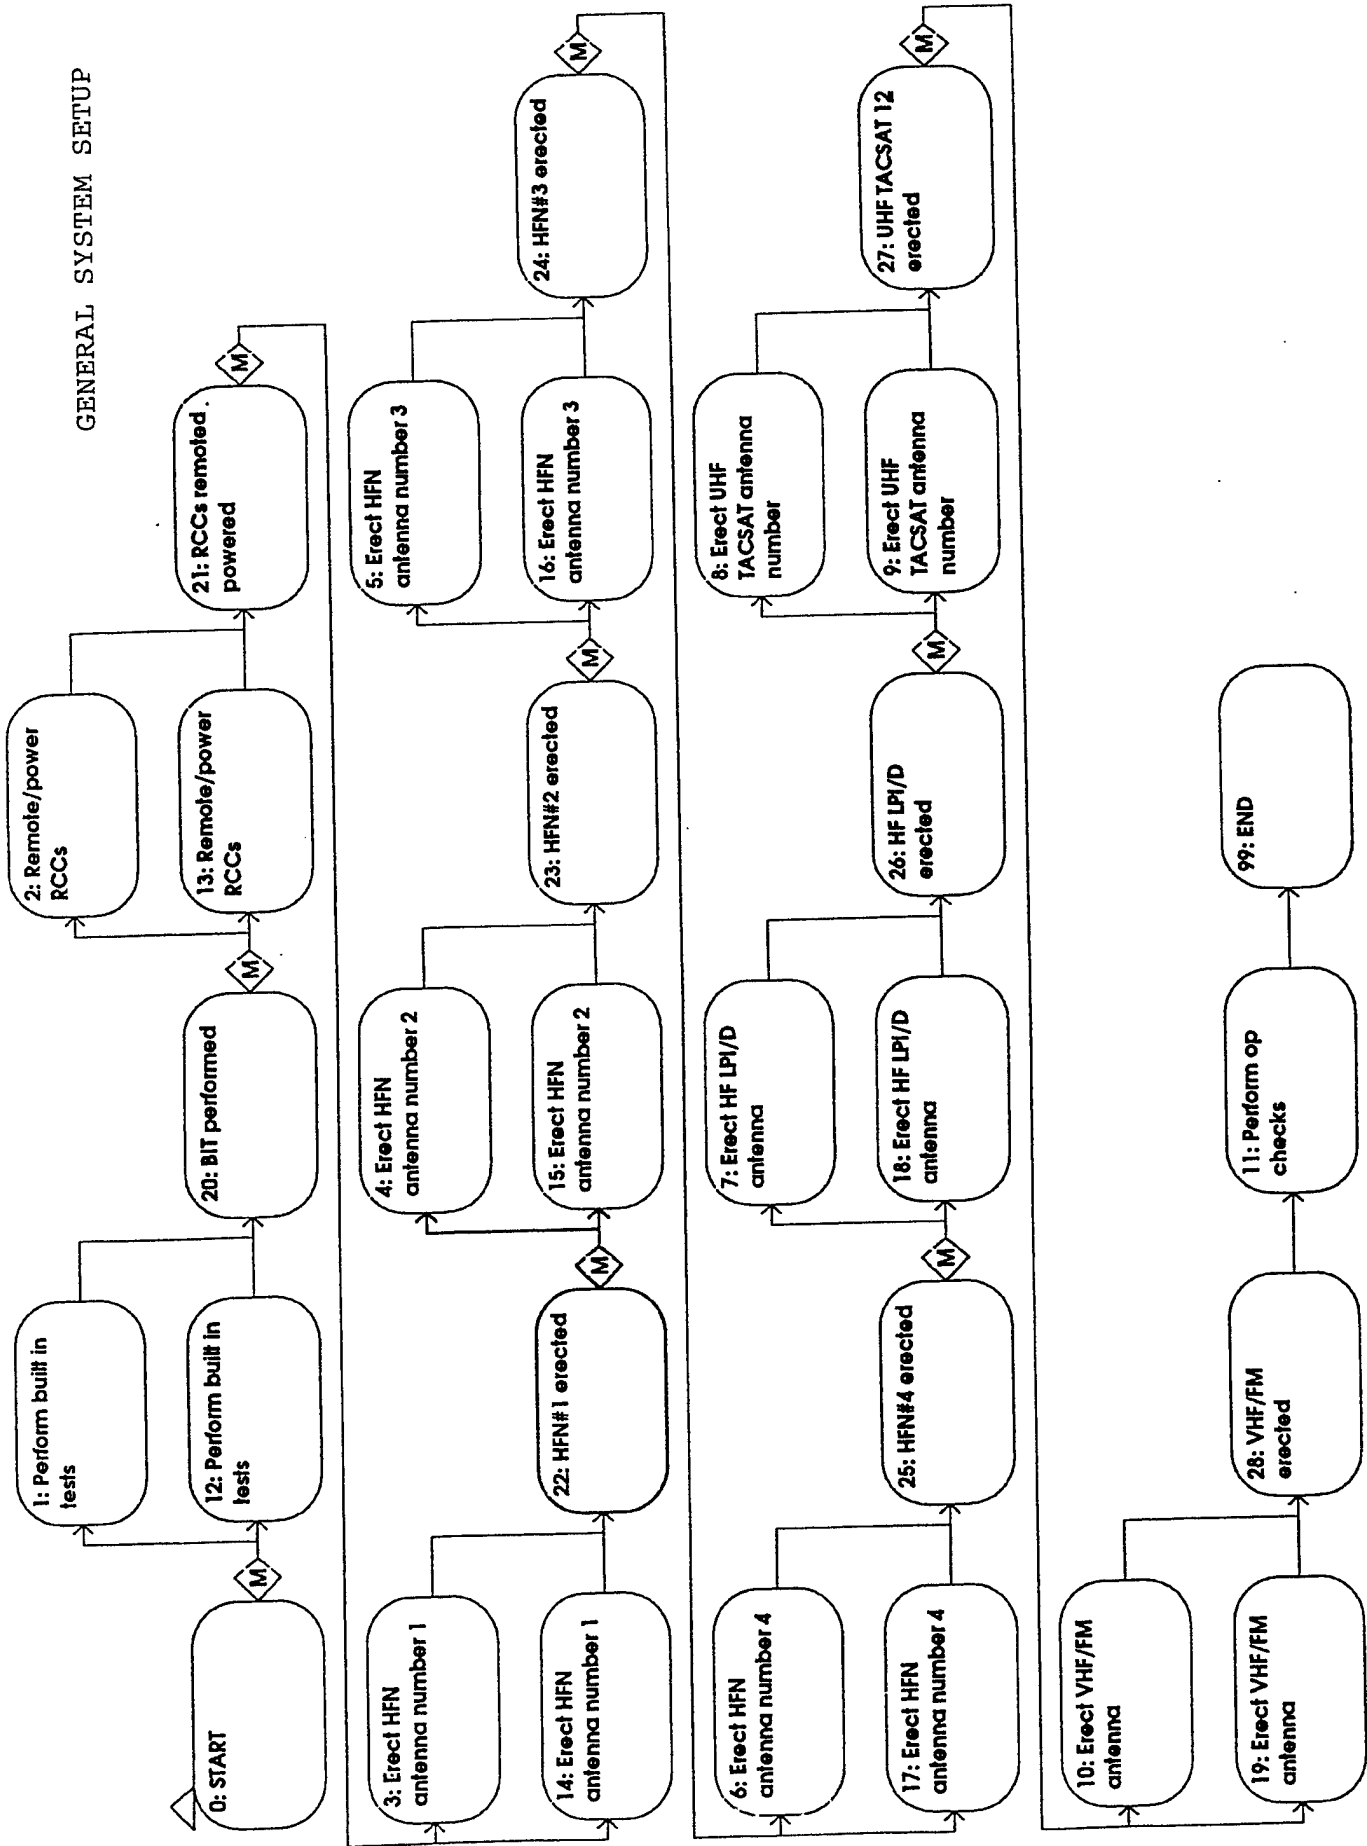 GENERAL SYSTEM SETUP
0: START
M
1: Perform built in
tests
12: Perform built in
tests
20: BIT performed
M
2: Remote/power
RCCs
13: Remote/power
RCCs
21: RCCs remoted
powered
M
3: Erect HFN
antenna number 1
14: Erect HFN
antenna number 1
22: HFN#1 erected
M
4: Erect HFN
antenna number 2
15: Erect HFN
antenna number 2
23: HFN#2 erected
M
5: Erect HFN
antenna number 3
16: Erect HFN
antenna number 3
24: HFN#3 erected
M
6: Erect HFN
antenna number 4
17: Erect HFN
antenna number 4
25: HFN#4 erected
M
7: Erect HF LPI/D
antenna
18: Erect HF LPI/D
antenna
26: HF LPI/D
erected
M
8: Erect UHF
TACSAT antenna
number
9: Erect UHF
TACSAT antenna
number
27: UHF TACSAT 12
erected
M
10: Erect VHF/FM
antenna
19: Erect VHF/FM
antenna
28: VHF/FM
erected
11: Perform op
checks
99: END